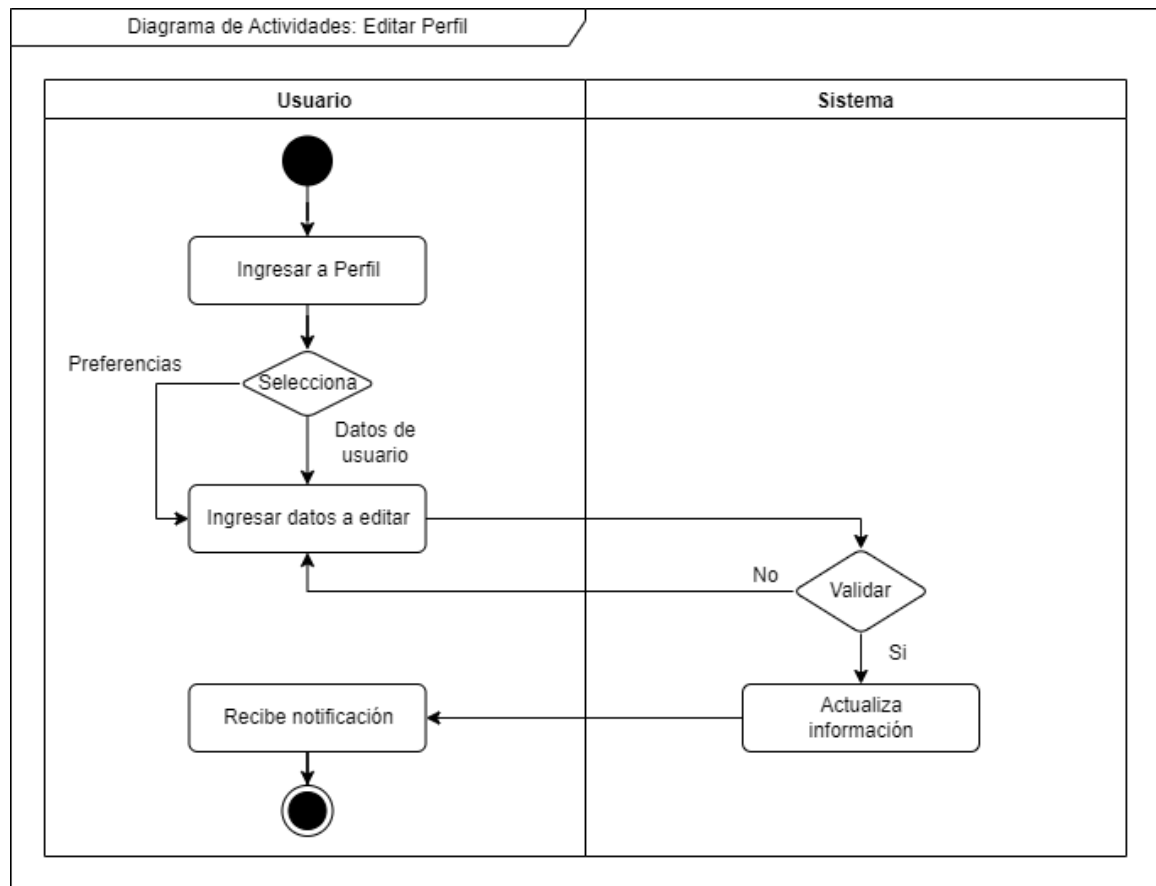 Diagrama de Actividades: Editar Perfil
Usuario
Sistema
Ingresar a Perfil
Preferencias
Selecciona
Datos de
usuario
Ingresar datos a editar
No
Validar
Si
Recibe notificación
Actualiza
información